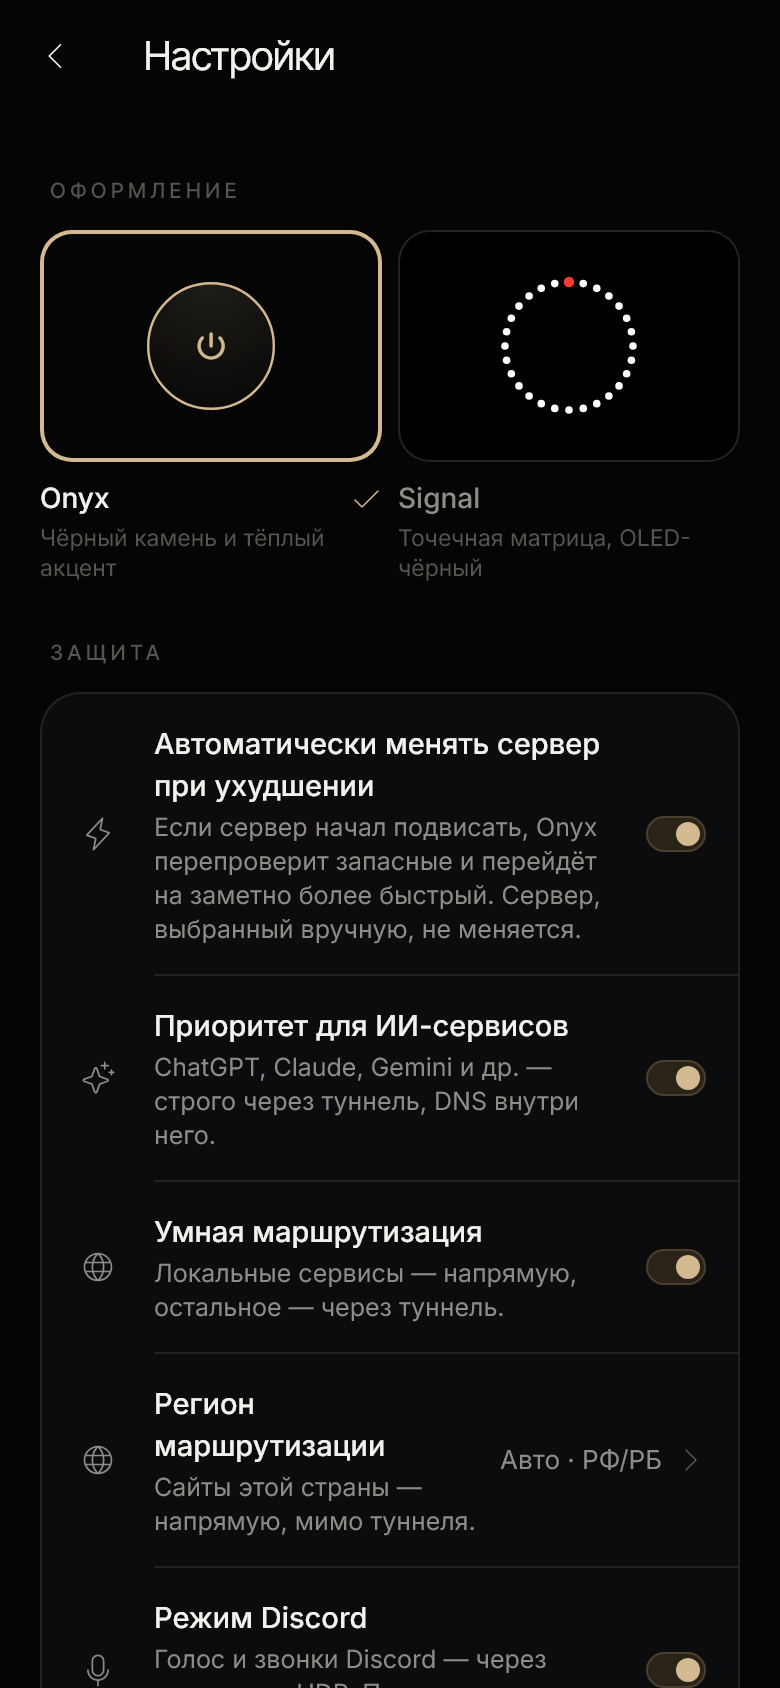 Настройки
ОФОРМЛЕНИЕ
Onyx
Чёрный камень и тёплый
акцент
Signal
Точечная матрица, OLED-
чёрный
ЗАЩИТА
Автоматически менять сервер
при ухудшении
Если сервер начал подвисать, Onyx
перепроверит запасные и перейдёт
на заметно более быстрый. Сервер,
выбранный вручную, не меняется.
Приоритет для ИИ-сервисов
ChatGPT, Claude, Gemini и др. —
строго через туннель, DNS внутри
него.
Умная маршрутизация
Локальные сервисы — напрямую,
остальное — через туннель.
Регион
маршрутизации
Сайты этой страны —
напрямую, мимо туннеля.
Авто · РФ/РБ
Режим Discord
Голос и звонки Discord — через